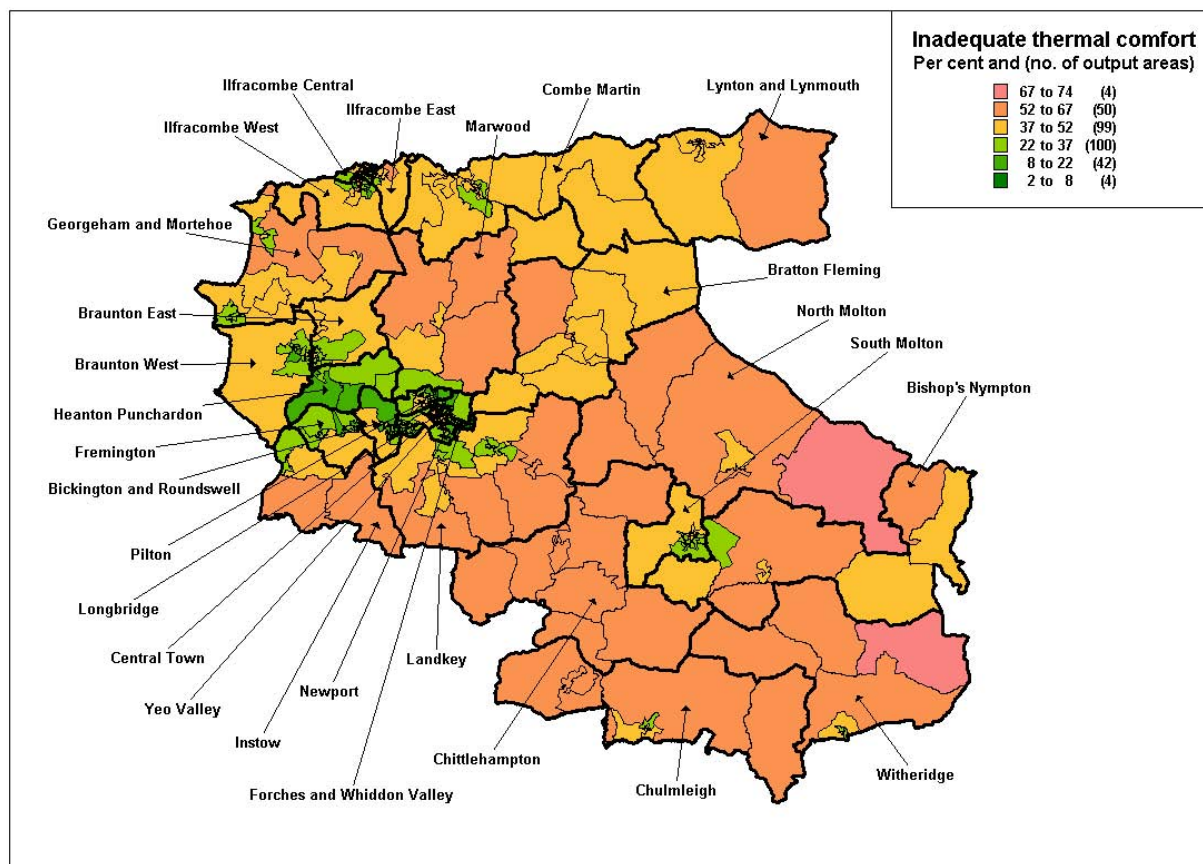 Inadequate thermal comfort
Per cent and (no. of output areas)
67 to 74 (4)
52 to 67 (50)
37 to 52 (99)
22 to 37 (100)
8 to 22 (42)
2 to 8 (4)
Ilfracombe Central
Ilfracombe East
Combe Martin
Lynton and Lynmouth
Ilfracombe West
Marwood
Georgeham and Mortehoe
Bratton Fleming
Braunton East
North Molton
South Molton
Braunton West
Bishop's Nympton
Heanton Punchardon
Fremington
Bickington and Roundswell
Pilton
Longbridge
Central Town
Landkey
Newport
Yeo Valley
Instow
Chittlehampton
Witheridge
Forches and Whiddon Valley
Chulmleigh